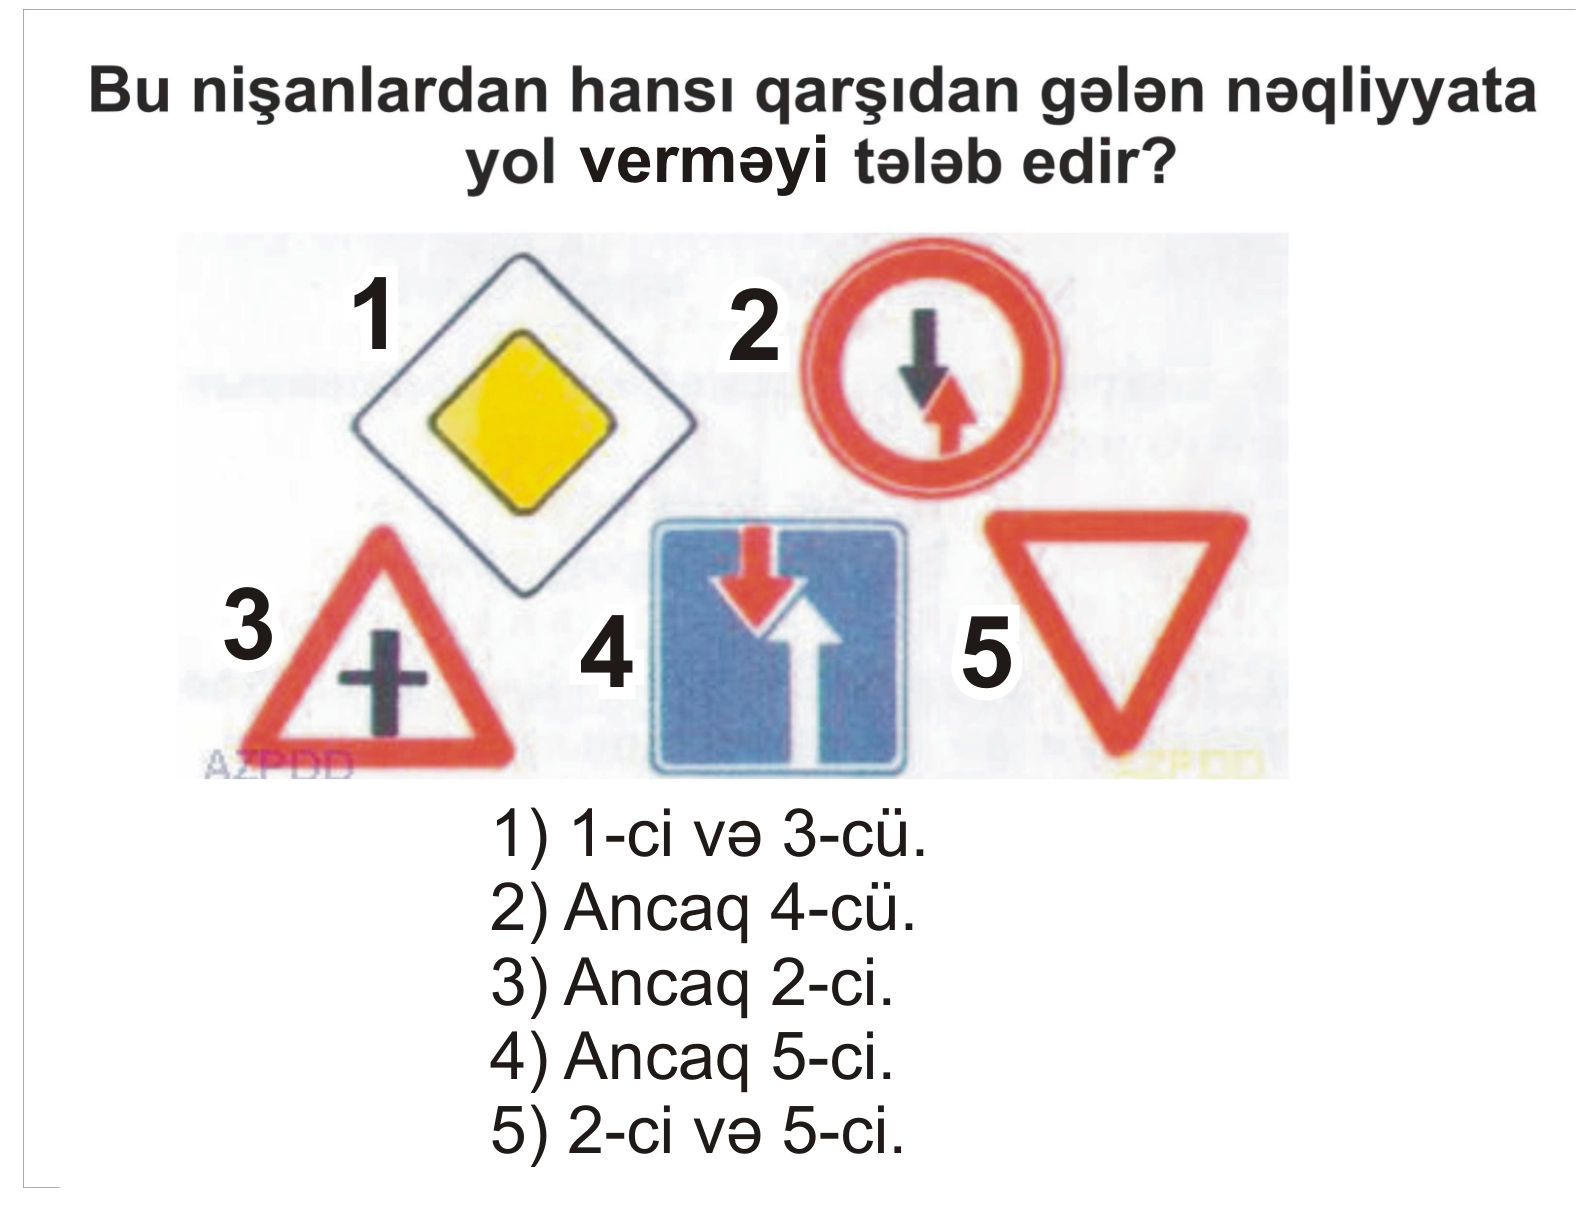 Bu nişanlardan hansı qarşıdan gələn nəqliyyata
yol verməyi tələb edir?
1
2
3
4
5
AZPDD
AZPDD
1) 1-ci və 3-cü.
2) Ancaq 4-cü.
3) Ancaq 2-ci.
4) Ancaq 5-ci.
5) 2-ci və 5-ci.